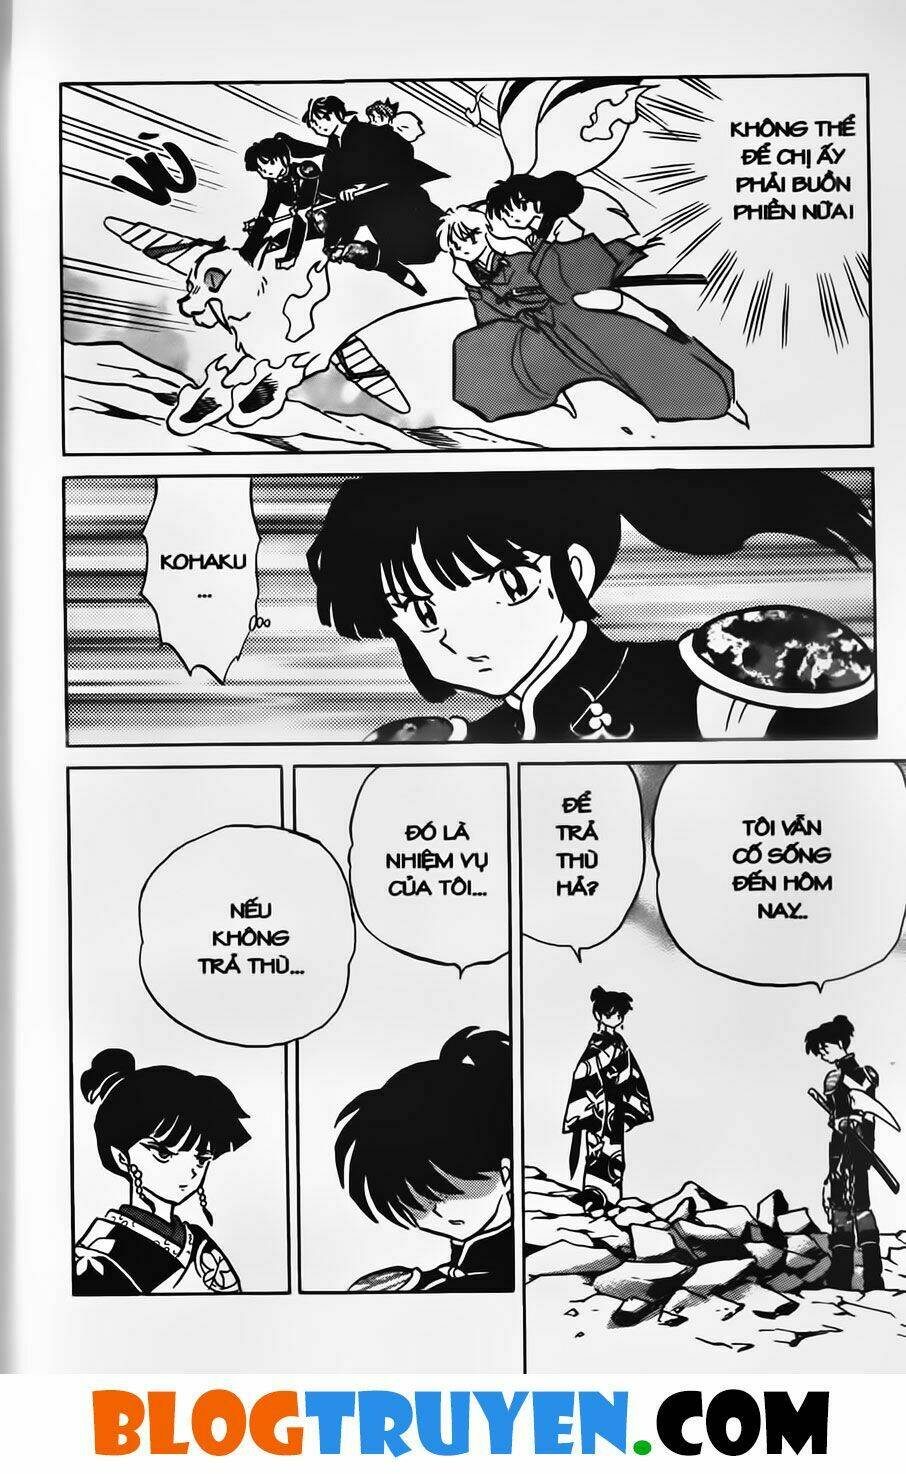 VÚ
KHÔNG THỂ
ĐỂ CHỊ ẤY
PHẢI BUỒN
PHIỀN NỮA!
KOHAKU
...
TÔI VẪN
CỐ SỐNG
ĐẾN HÔM
NAY...
ĐỂ
TRẢ
THÙ
HẢ?
ĐÓ LÀ
NHIỆM VỤ
CỦA TÔI...
NẾU
KHÔNG
TRẢ THÙ...
BLOGTRUYEN.COM